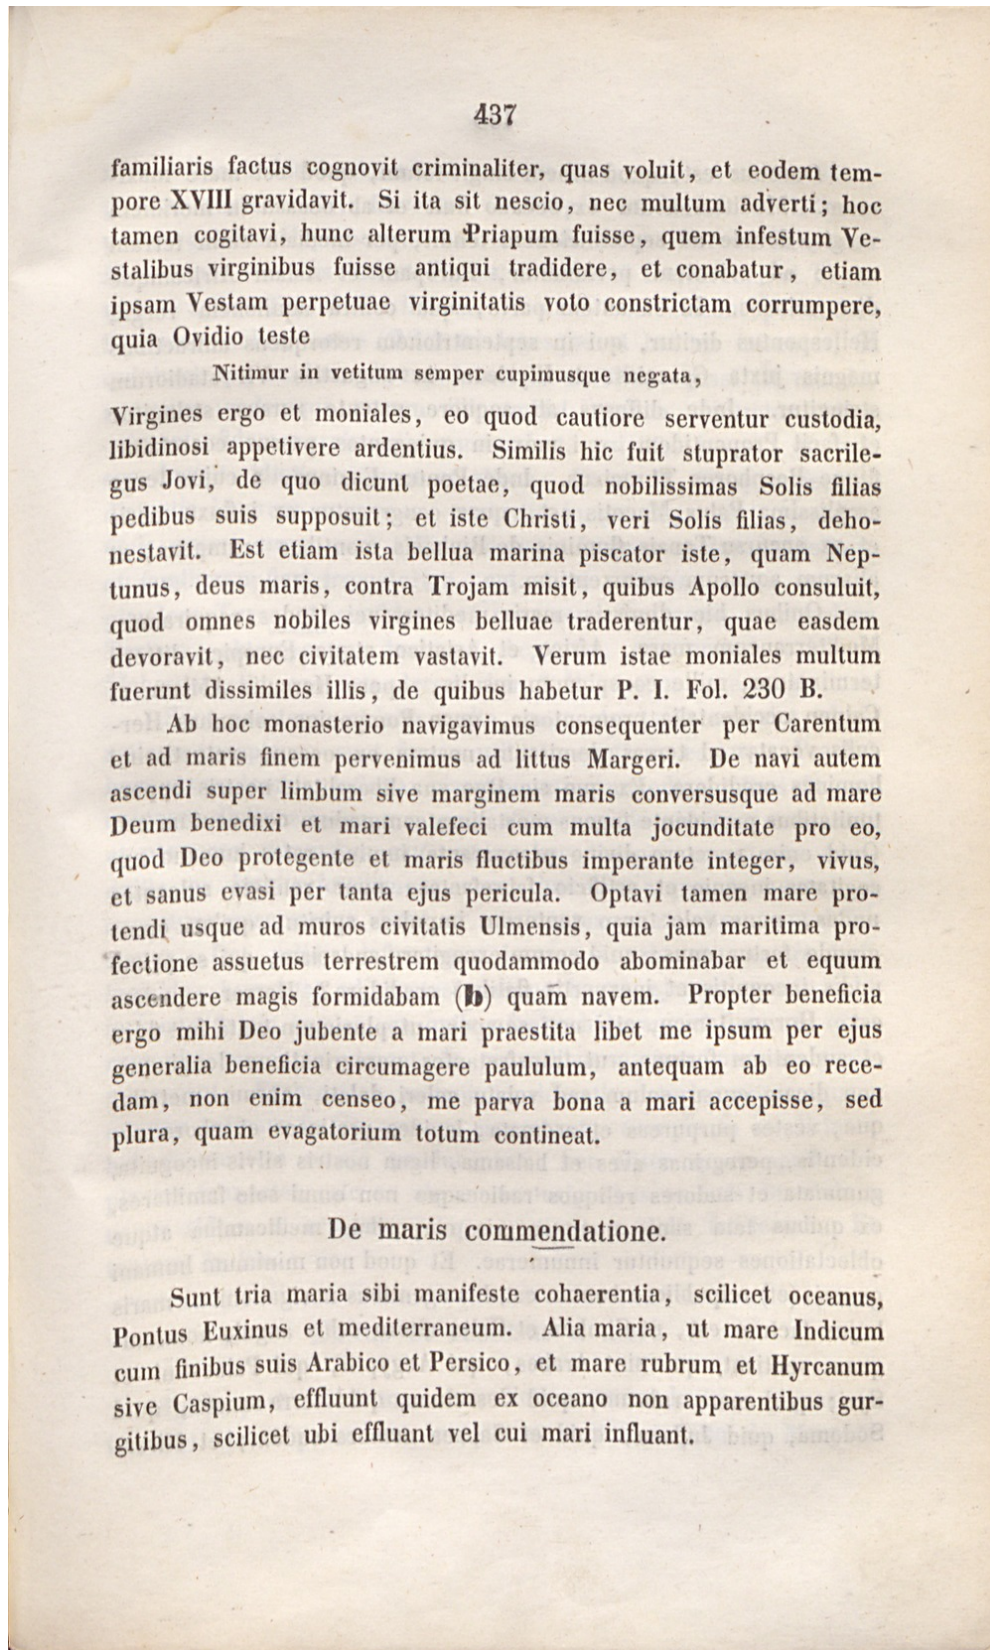 437
familiaris factus cognovit criminaliter, quas voluit, et eodem tem-
pore XVIII gravidavit. Si ita sit nescio, nec multum adverti; hoc
tamen cogitavi, hunc alterum Priapum fuisse, quem infestum Ve-
stalibus virginibus fuisse antiqui tradidere, et conabatur, etiam
ipsam Vestam perpetuae virginitatis voto constrictam corrumpere,
quia Ovidio teste
Nitimur in vetitum semper cupimusque negata,
Virgines ergo et moniales, eo quod cautiore serventur custodia,
libidinosi appetivere ardentius. Similis hic fuit stuprator sacrile-
gus Jovi, de quo dicunt poetae, quod nobilissimas Solis filias
pedibus suis supposuit; et iste Christi, veri Solis filias, deho-
nestavit. Est etiam ista bellua marina piscator iste, quam Nep-
tunus, deus maris, contra Trojam misit, quibus Apollo consuluit,
quod omnes nobiles virgines belluae traderentur, quae easdem
devoravit, nec civitatem vastavit. Verum istae moniales multum
fuerunt dissimiles illis, de quibus habetur P. I. Fol. 230 B.
Ab hoc monasterio navigavimus consequenter per Carentum
et ad maris finem pervenimus ad littus Margeri. De navi autem
ascendi super limbum sive marginem maris conversusque ad mare
Deum benedixi et mari valefeci cum multa jocunditate pro eo,
quod Deo protegente et maris fluctibus imperante integer, vivus,
et sanus evasi per tanta ejus pericula. Optavi tamen mare pro-
tendi usque ad muros civitatis Ulmensis, quia jam maritima pro-
fectione assuetus terrestrem quodammodo abominabar et equum
ascendere magis formidabam (b) quam navem. Propter beneficia
ergo mihi Deo jubente a mari praestita libet me ipsum per ejus
generalia beneficia circumagere paululum, antequam ab eo rece-
dam, non enim censeo, me parva bona a mari accepisse, sed
plura, quam evagatorium totum contineat.
De maris commendatione.
Sunt tria maria sibi manifeste cohaerentia, scilicet oceanus,
Pontus Euxinus et mediterraneum. Alia maria, ut mare Indicum
cum finibus suis Arabico et Persico, et mare rubrum et Hyrcanum
sive Caspium, effluunt quidem ex oceano non apparentibus gur-
gitibus, scilicet ubi effluant vel cui mari influant.